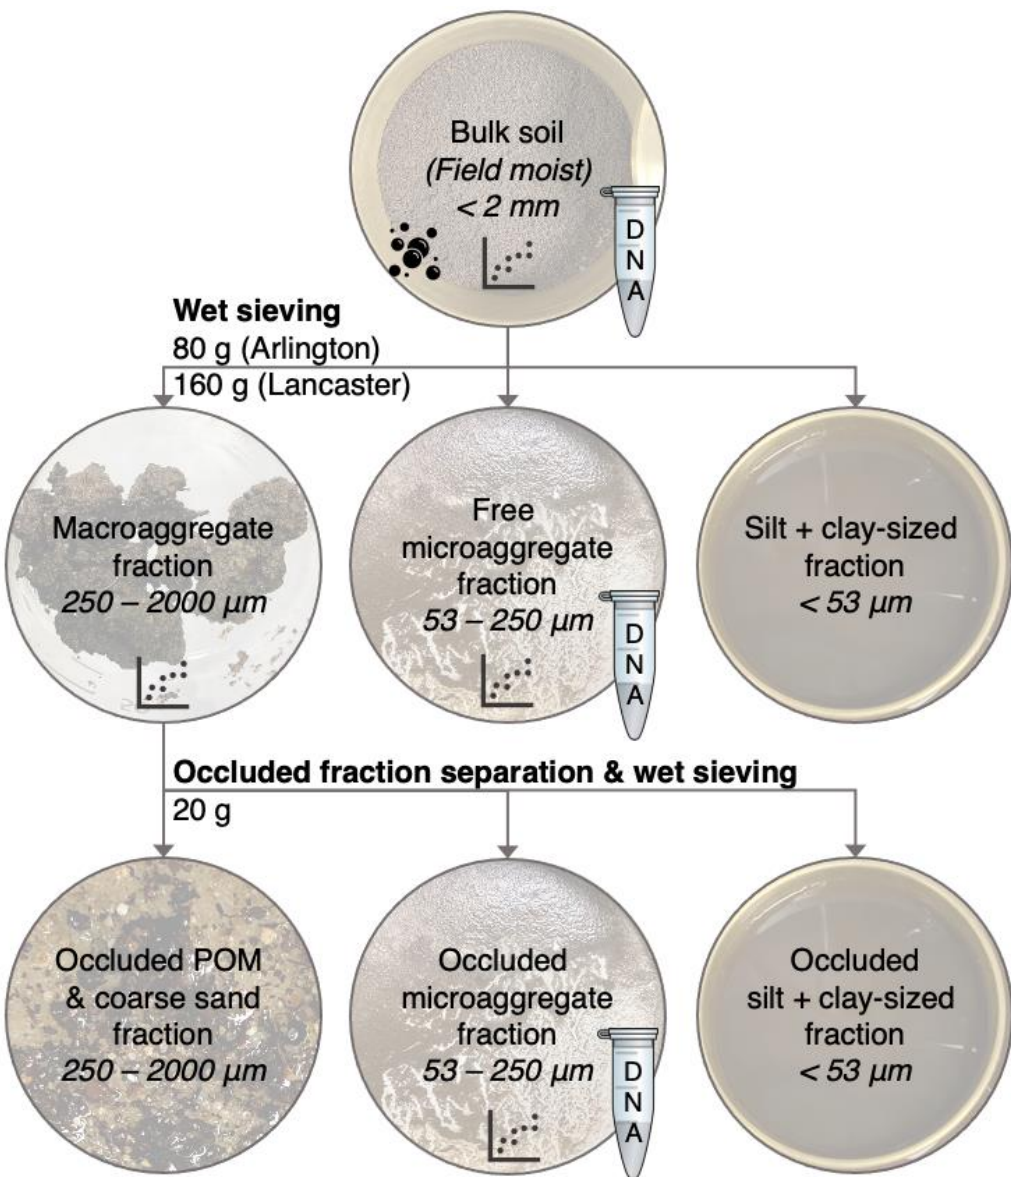 Bulk soil
(Field moist)
< 2 mm
D
N
A
Wet sieving
80 g (Arlington)
160 g (Lancaster)
Macroaggregate
fraction
250 – 2000 µm
Free
microaggregate
fraction
53 – 250 µm
D
N
A
Silt + clay-sized
fraction
< 53 µm
Occluded fraction separation & wet sieving
20 g
Occluded POM
& coarse sand
fraction
250 – 2000 µm
Occluded
microaggregate
fraction
53 – 250 µm
D
N
A
Occluded
silt + clay-sized
fraction
< 53 µm